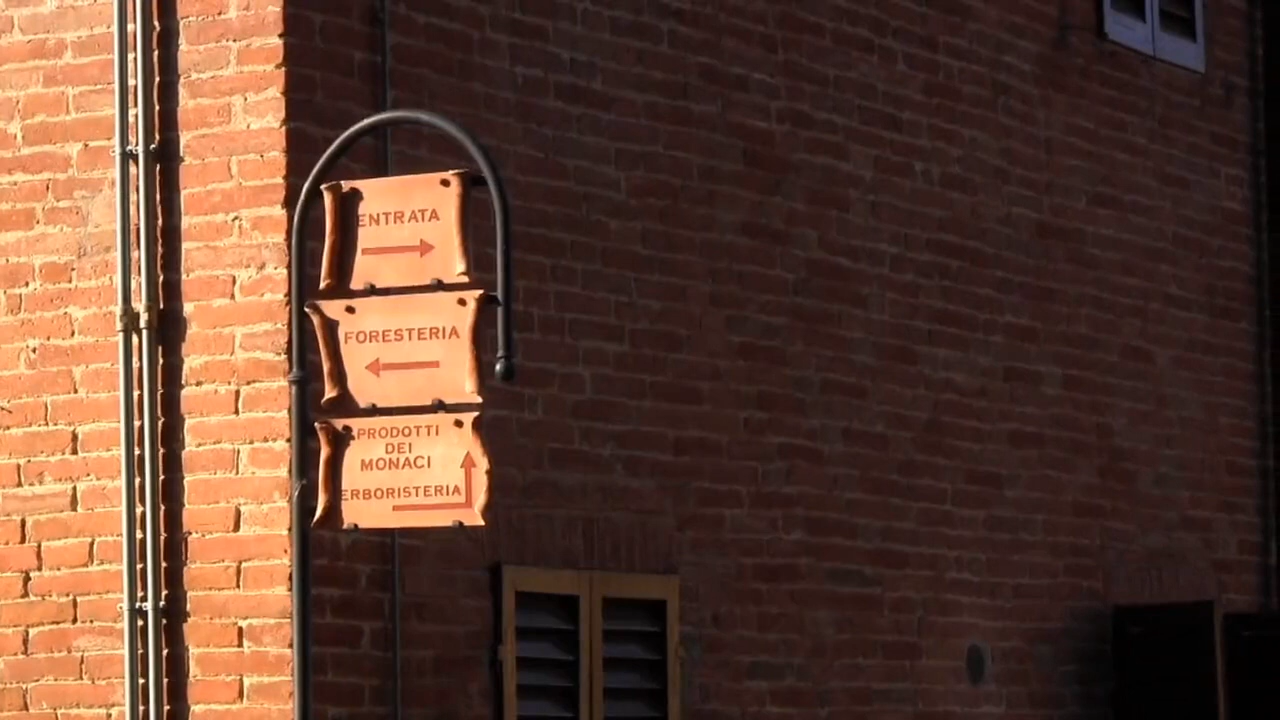 ENTRATA
FORESTERIA
PRODOTTI
DEI
MONACI
ERBORISTERIA